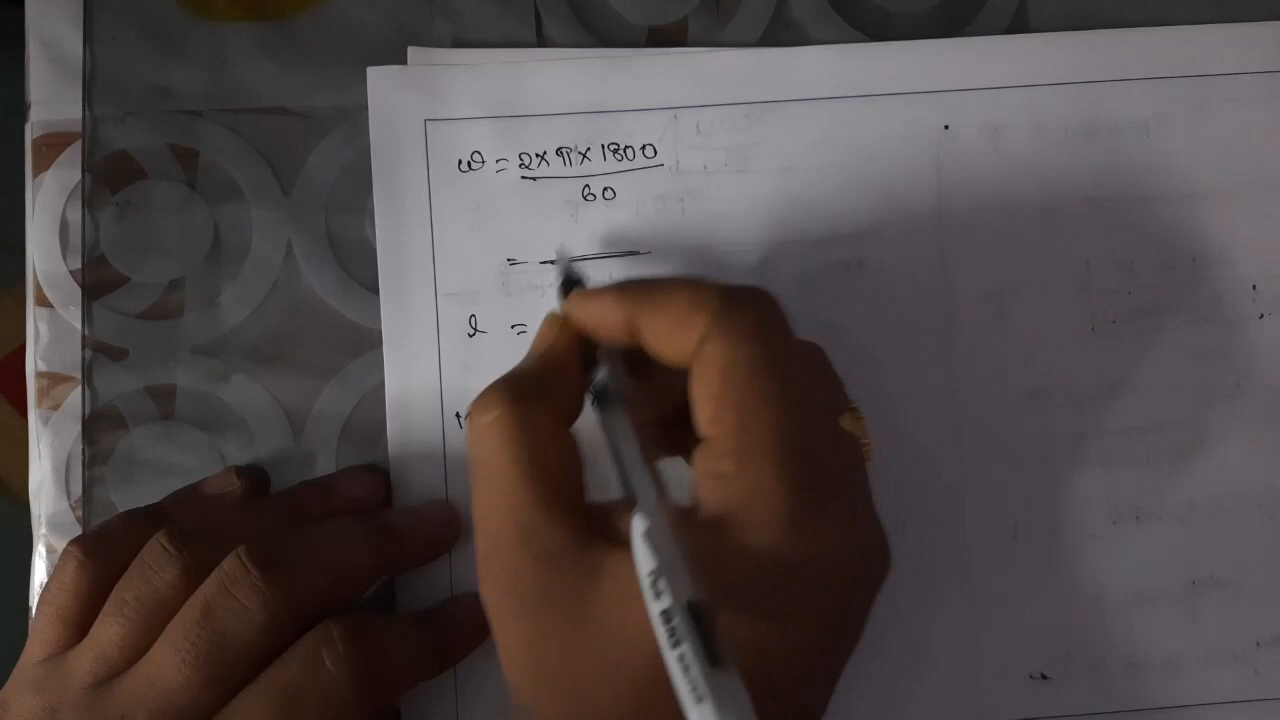 ω = 2×π×1800
60
=
=